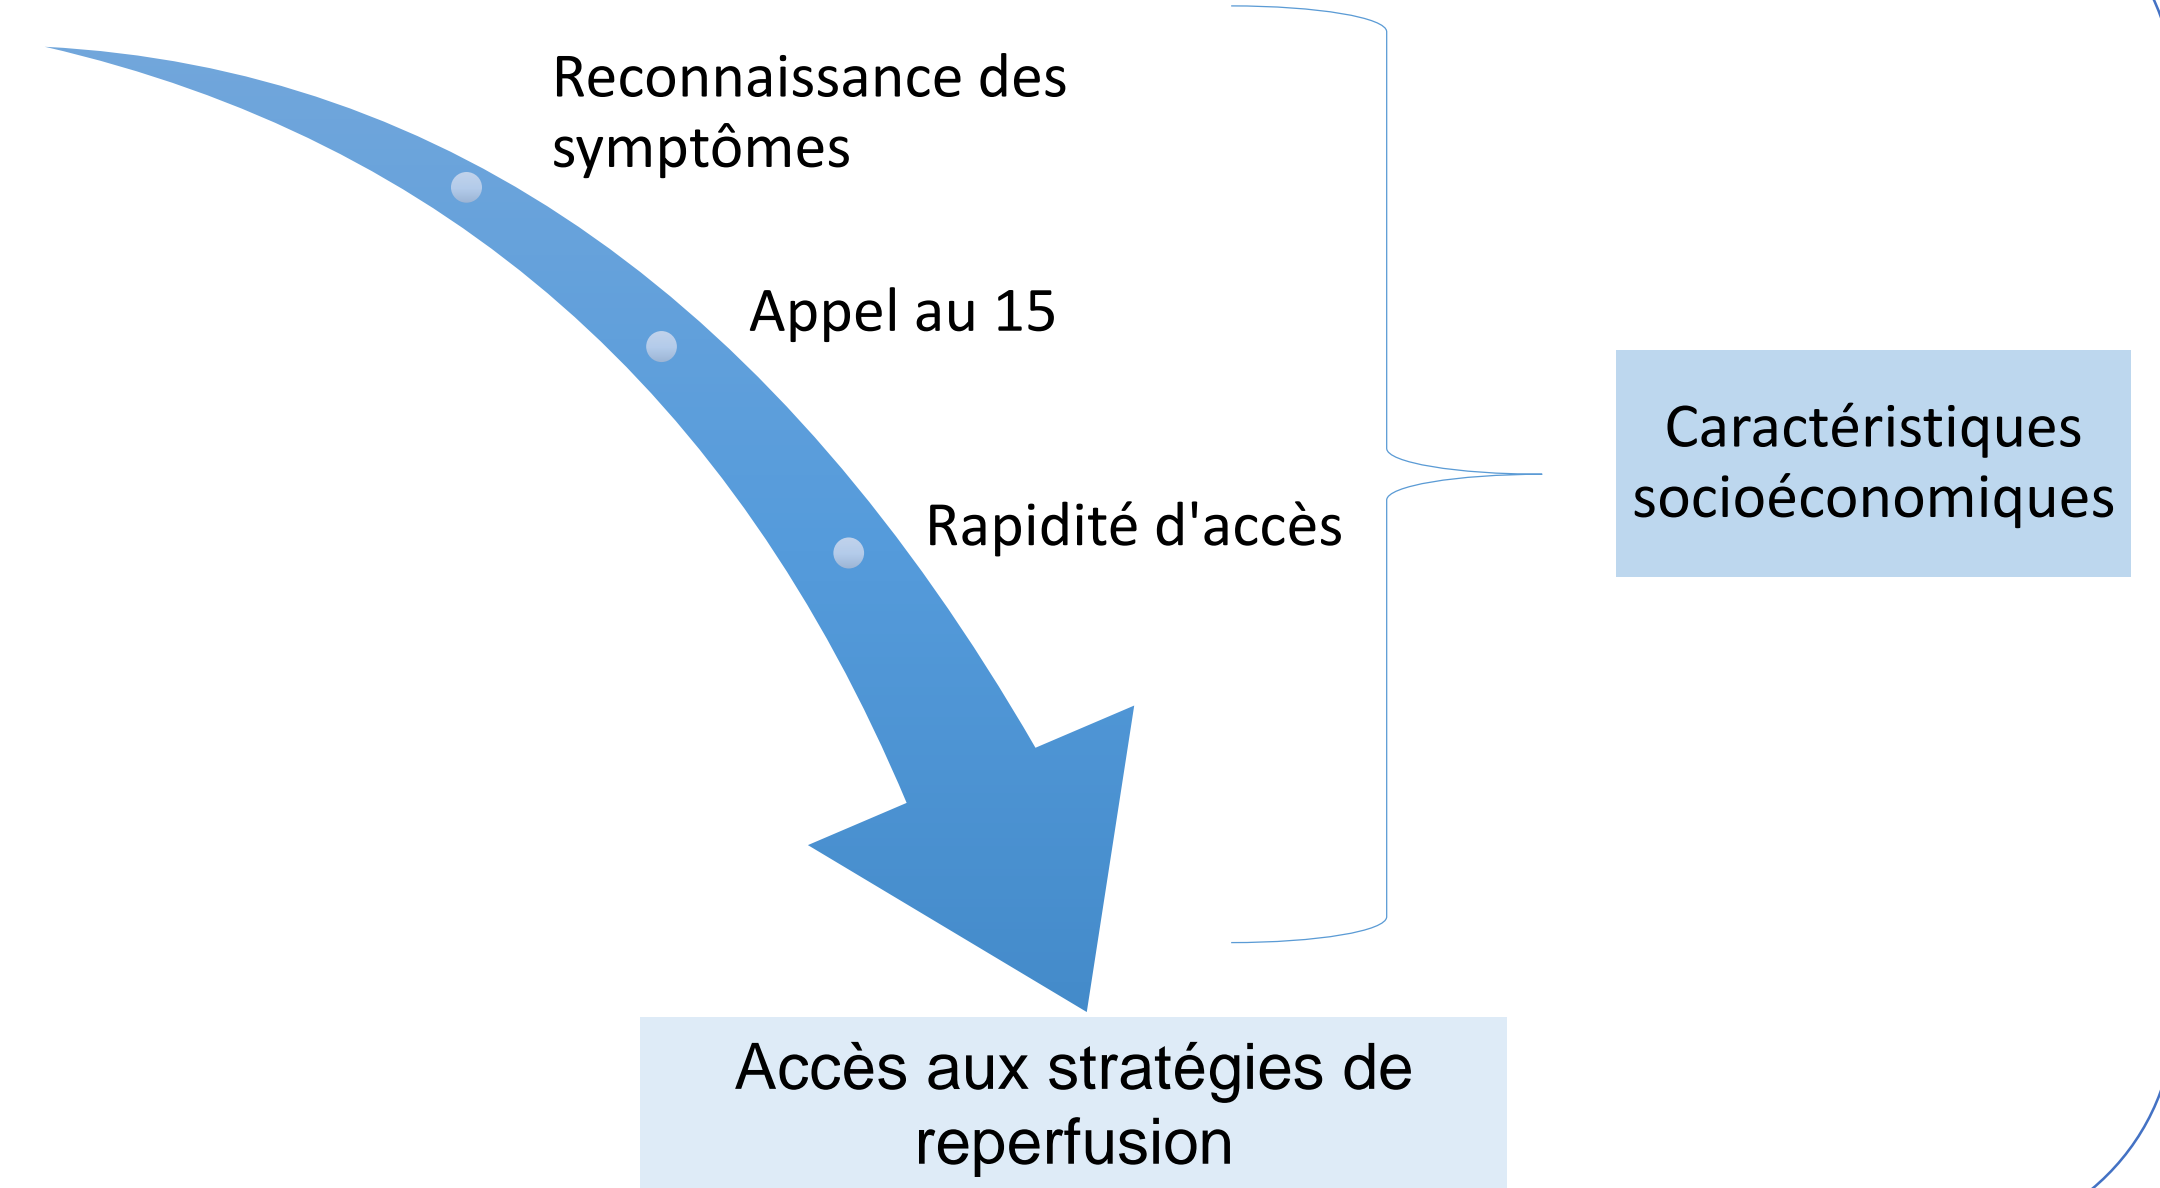 Reconnaissance des
symptômes
Appel au 15
Rapidité d'accès
Caractéristiques
socioéconomiques
Accès aux stratégies de
reperfusion